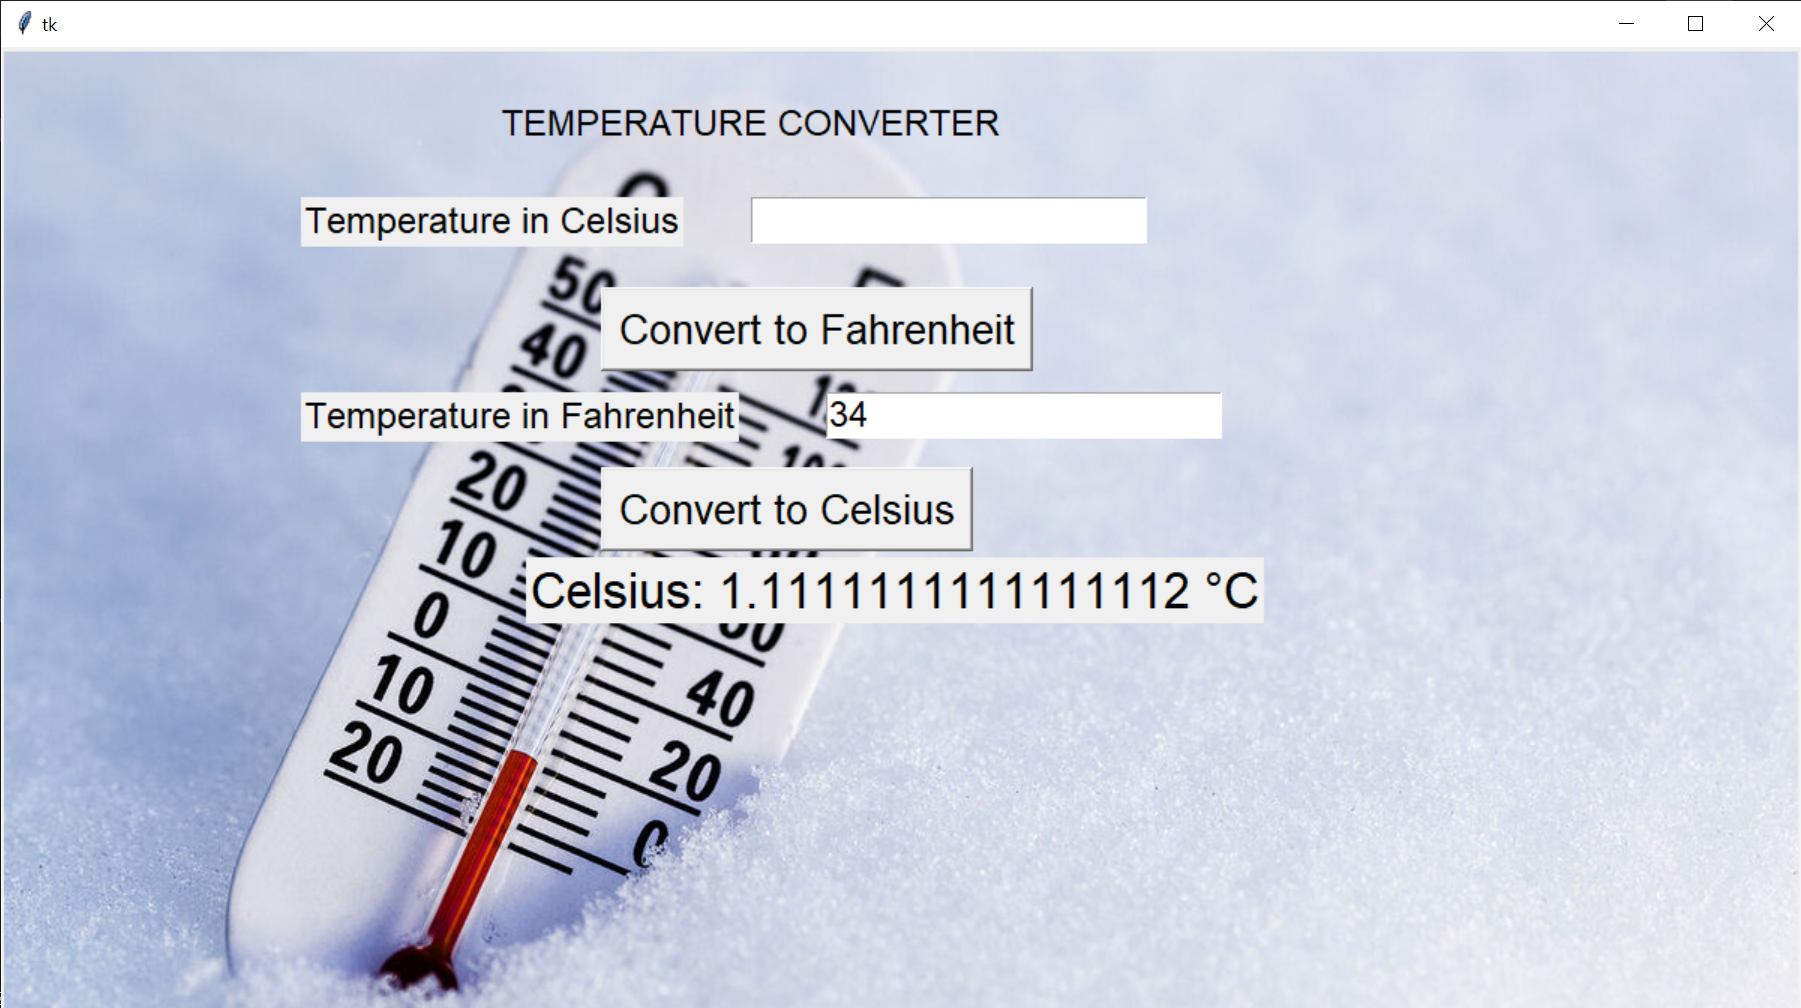 tk
TEMPERATURE CONVERTER
Temperature in Celsius
Convert to Fahrenheit
Temperature in Fahrenheit 34
Convert to Celsius
Celsius: 1.1111111111111112 °C
50
40
20
10
0
10
20
40
20
0